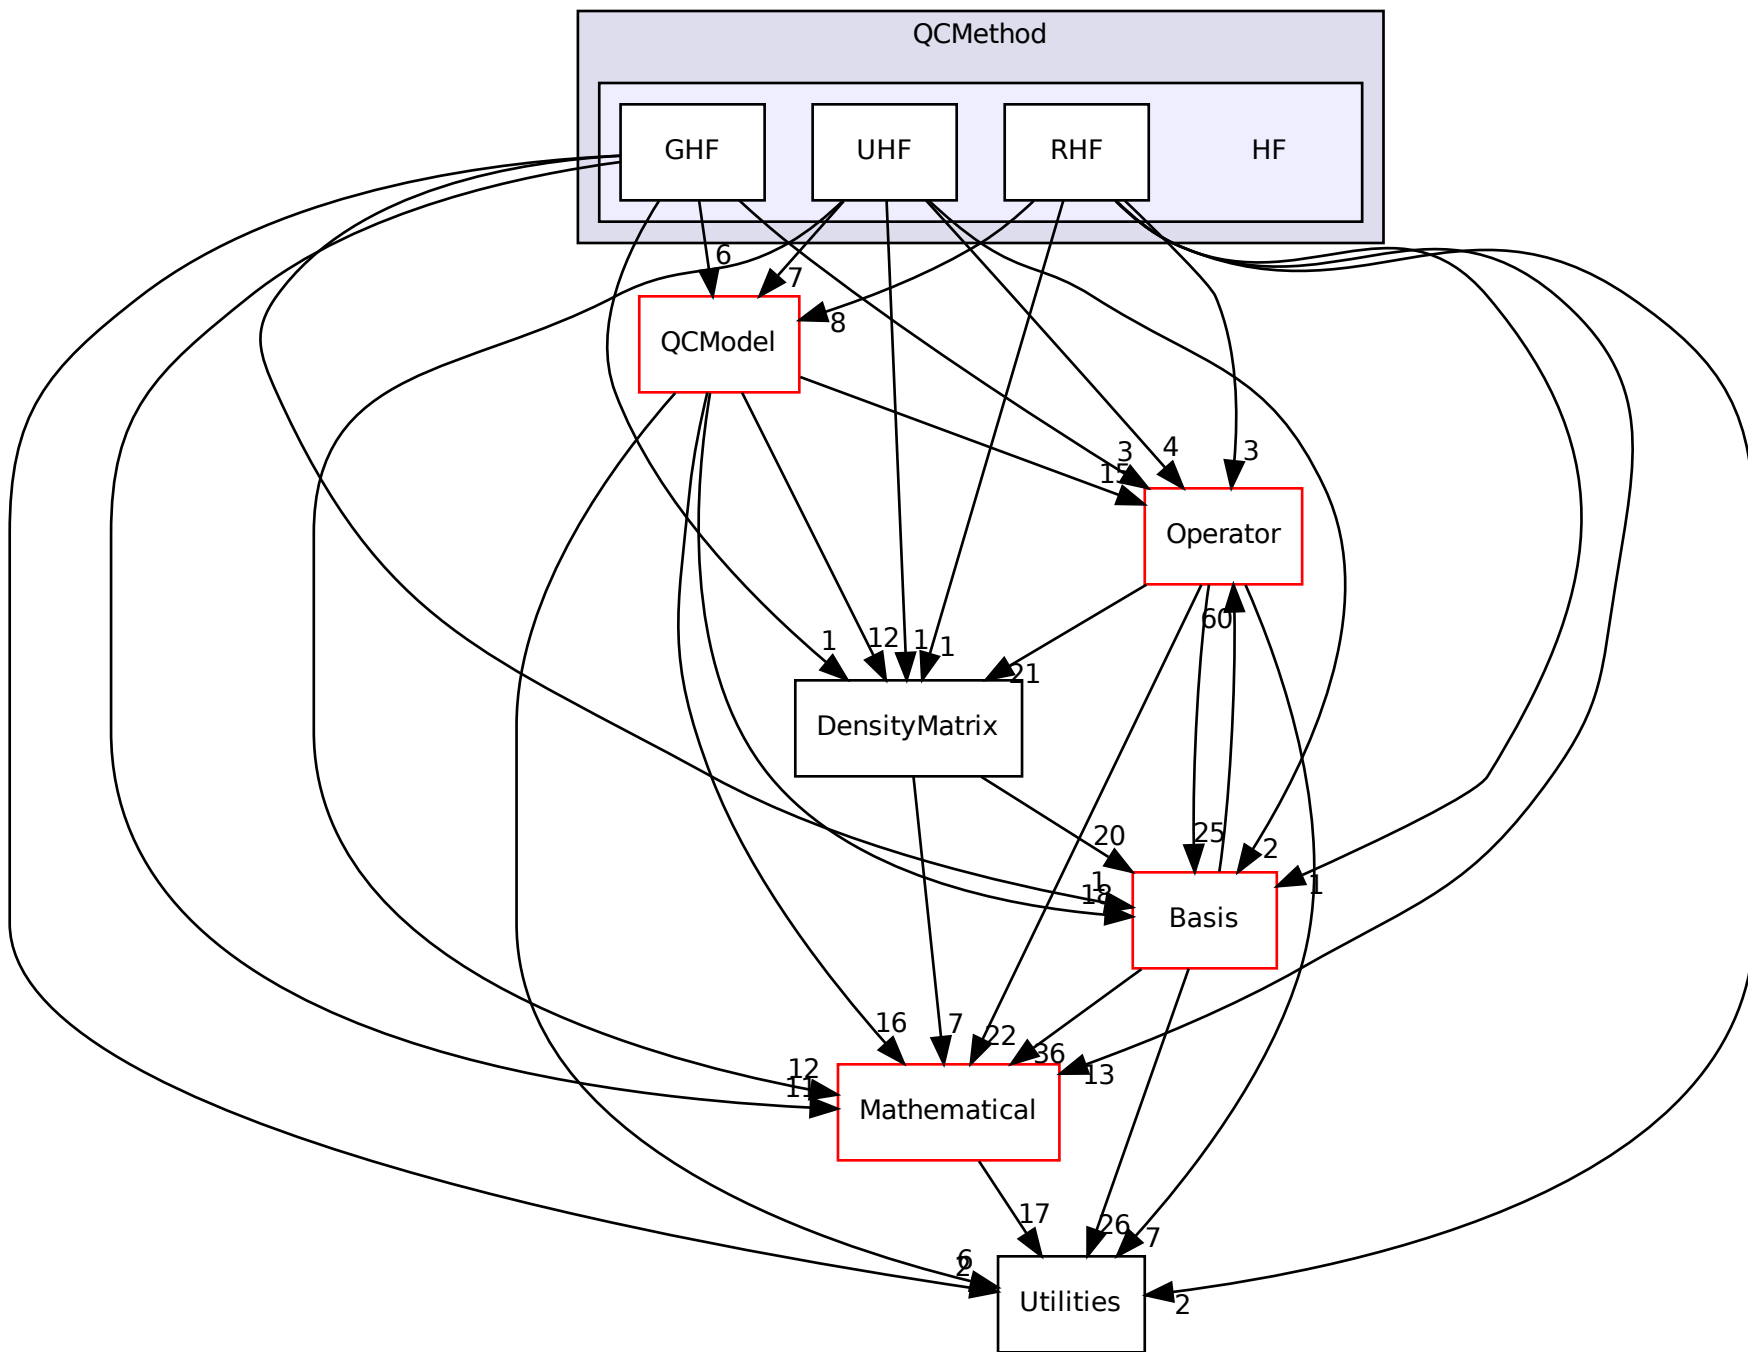 QCMethod
GHF
UHF
RHF
HF
6
7
8
QCModel
3
4
3
15
Operator
60
1
12
1
1
21
DensityMatrix
20
25
2
1
18
1
Basis
16
7
22
36
13
12
11
Mathematical
17
26
7
6
2
2
Utilities